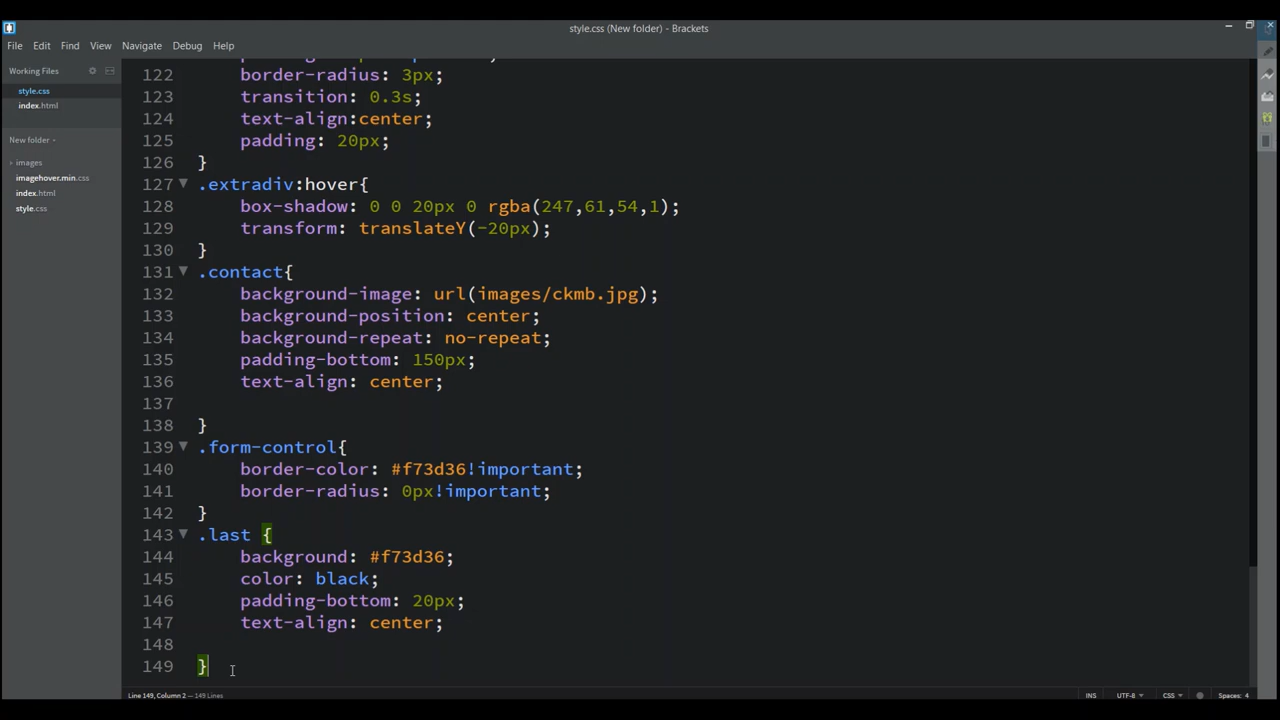 style.css (New folder) - Brackets
File Edit Find View Navigate Debug Help
Working Files
style.css
index.html
New folder
images
imagehover.min.css
index.html
style.css
122 border-radius: 3px;
123 transition: 0.3s;
124 text-align:center;
125 padding: 20px;
126 }
127 .extradiv:hover{
128 box-shadow: 0 0 20px 0 rgba(247,61,54,1);
129 transform: translateY(-20px);
130 }
131 .contact{
132 background-image: url(images/ckmb.jpg);
133 background-position: center;
134 background-repeat: no-repeat;
135 padding-bottom: 150px;
136 text-align: center;
137
138 }
139 .form-control{
140 border-color: #f73d36!important;
141 border-radius: 0px!important;
142 }
143 .last {
144 background: #f73d36;
145 color: black;
146 padding-bottom: 20px;
147 text-align: center;
148
149 }
Line 149, Column 2 — 149 Lines
INS UTF-8 CSS Spaces: 4